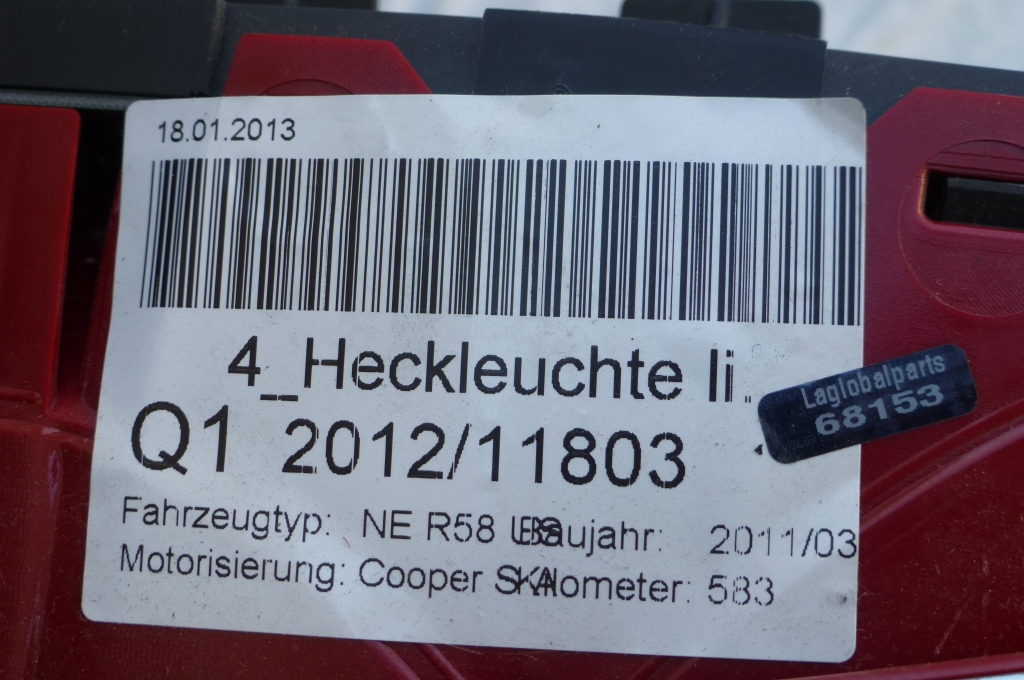 18.01.2013
4_Heckleuchte li.
Laglobalparts
68153
Q1 2012/11803
Fahrzeugtyp: NE R58 US Baujahr: 2011/03
Motorisierung: Cooper S Kilometer: 583